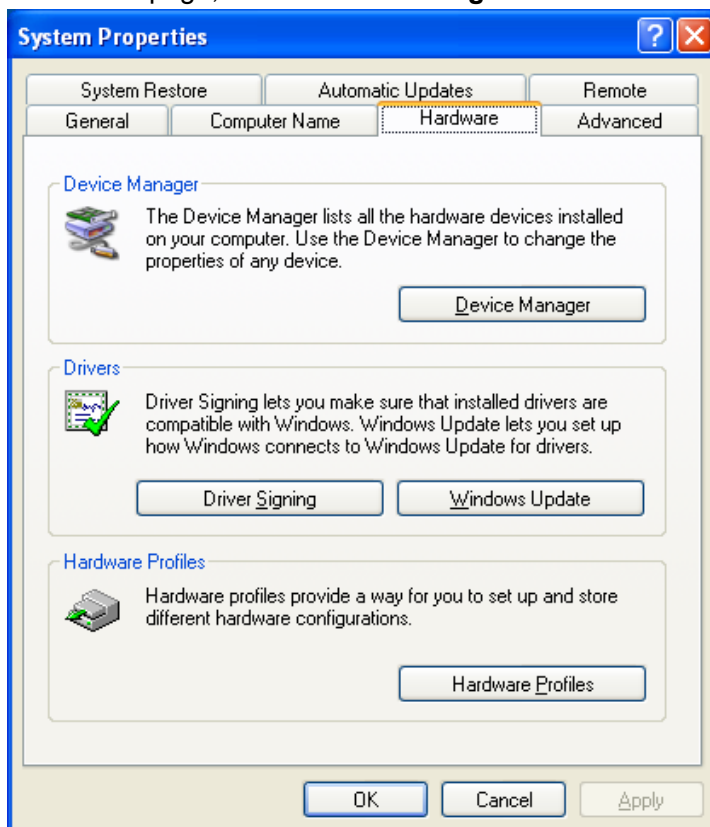 page,
System Properties
System Restore Automatic Updates Remote
General Computer Name Hardware Advanced
Device Manager
The Device Manager lists all the hardware devices installed
on your computer. Use the Device Manager to change the
properties of any device.
Device Manager
Drivers
Driver Signing lets you make sure that installed drivers are
compatible with Windows. Windows Update lets you set up
how Windows connects to Windows Update for drivers.
Driver Signing Windows Update
Hardware Profiles
Hardware profiles provide a way for you to set up and store
different hardware configurations.
Hardware Profiles
OK Cancel Apply